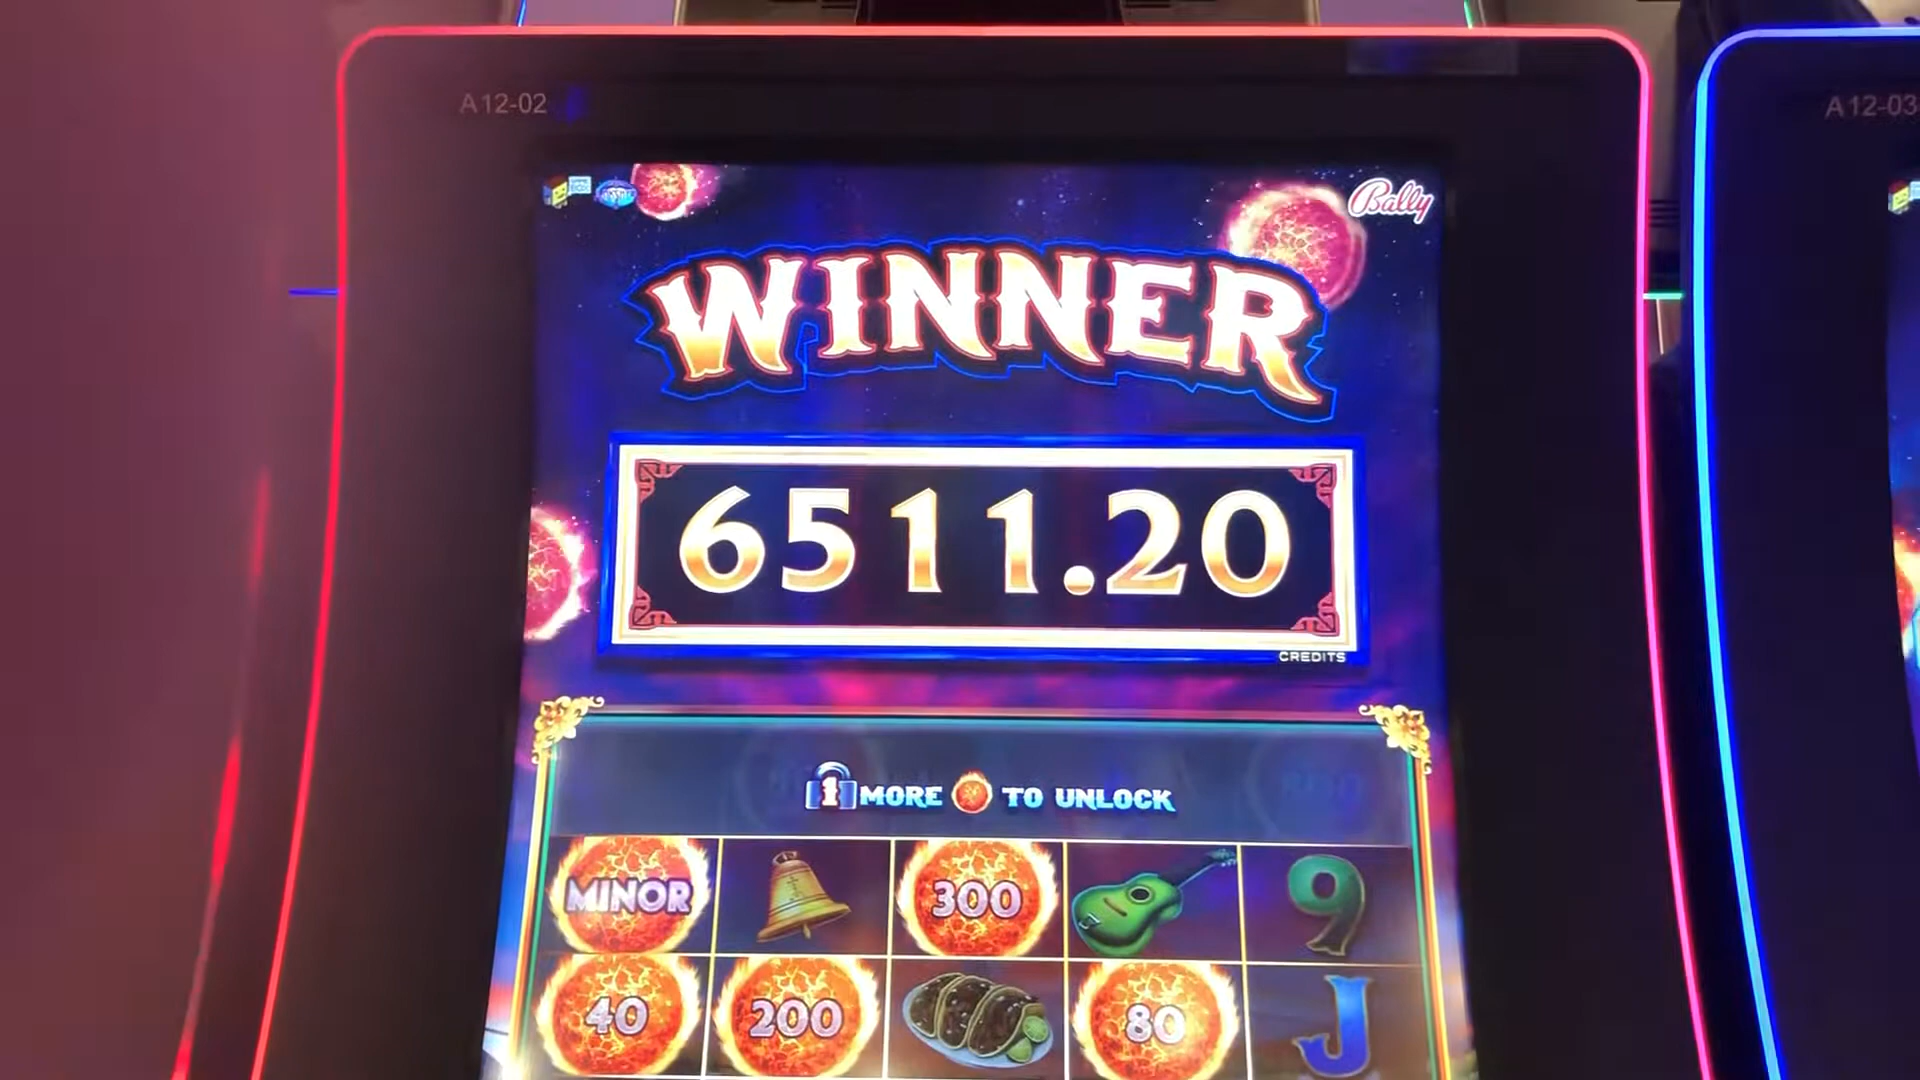 A12-02
A12-03
Bally
WINNER
6511.20
CREDITS
1 MORE TO UNLOCK
MINOR
300
9
40
200
80
J